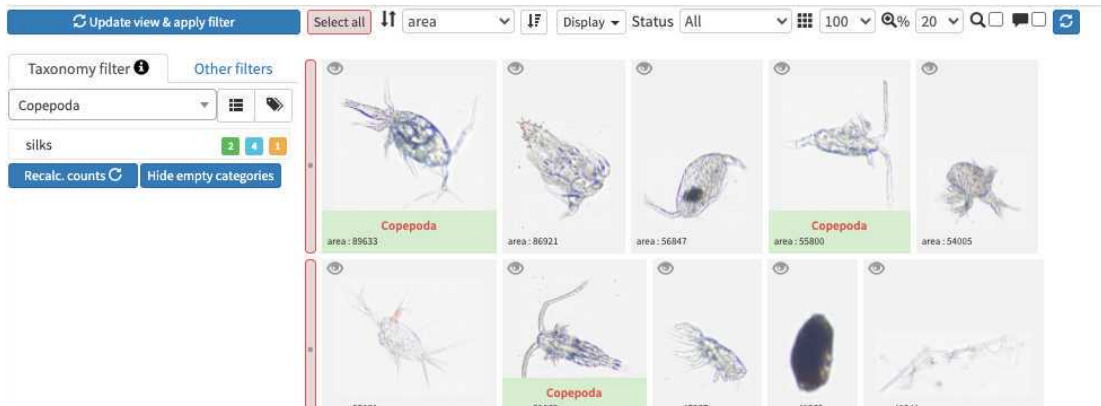 Update view & apply filter
Select all area Display Status All 100 % 20
Taxonomy filter Other filters
Copepoda
silks 2 4 1
Recalc. counts Hide empty categories
Copepoda Copepoda
area : 89633 area : 86921 area : 56847 area : 55800 area : 54005
Copepoda